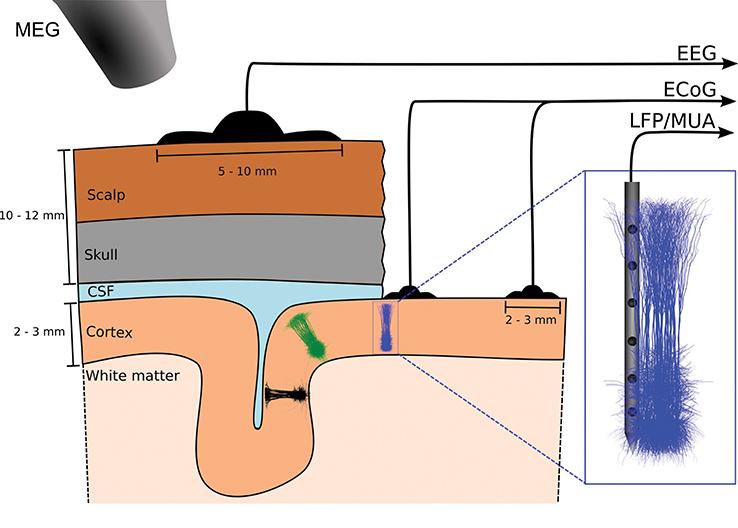 MEG
EEG
ECoG
LFP/MUA
5 - 10 mm
Scalp
10 - 12 mm
Skull
CSF
2 - 3 mm
Cortex
2 - 3 mm
White matter